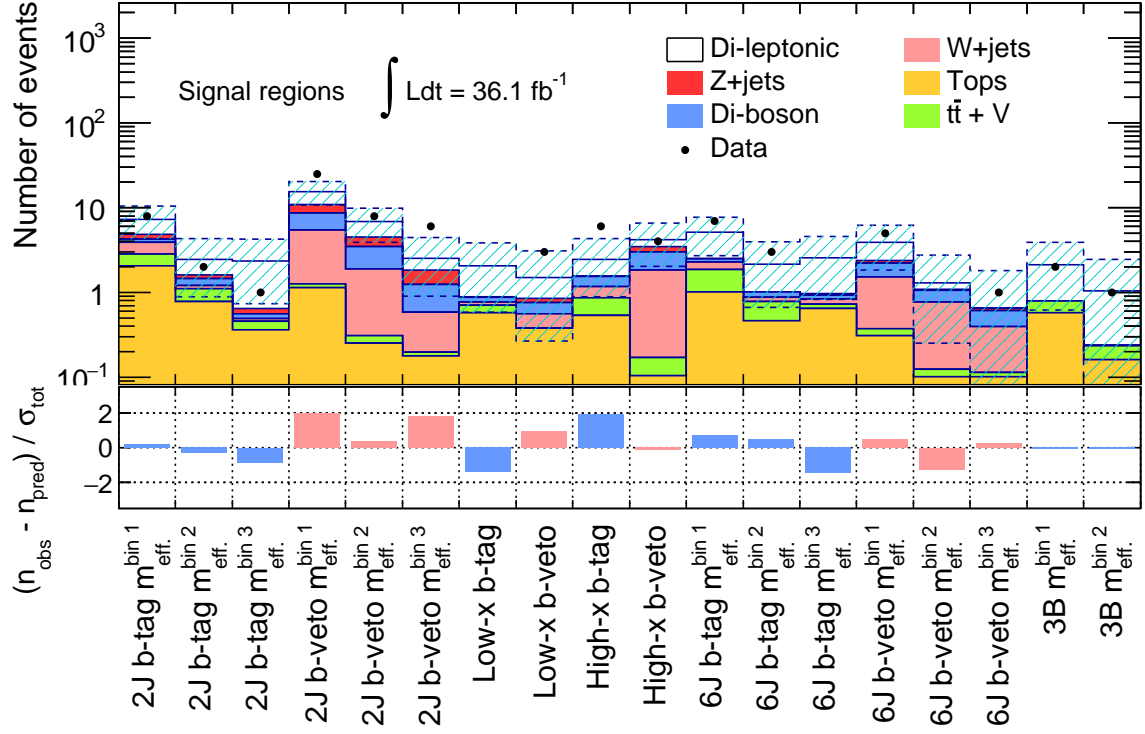 Number of events
10³
10²
10
1
10⁻¹
Signal regions ∫ Ldt = 36.1 fb⁻¹
Di-leptonic
W+jets
Z+jets
Tops
Di-boson
tt̄ + V
Data
(n_obs - n_pred) / σ_tot
2
0
−2
2J b-tag m_eff.^bin 1
2J b-tag m_eff.^bin 2
2J b-tag m_eff.^bin 3
2J b-veto m_eff.^bin 1
2J b-veto m_eff.^bin 2
2J b-veto m_eff.^bin 3
Low-x b-tag
Low-x b-veto
High-x b-tag
High-x b-veto
6J b-tag m_eff.^bin 1
6J b-tag m_eff.^bin 2
6J b-tag m_eff.^bin 3
6J b-veto m_eff.^bin 1
6J b-veto m_eff.^bin 2
6J b-veto m_eff.^bin 3
3B m_eff.^bin 1
3B m_eff.^bin 2